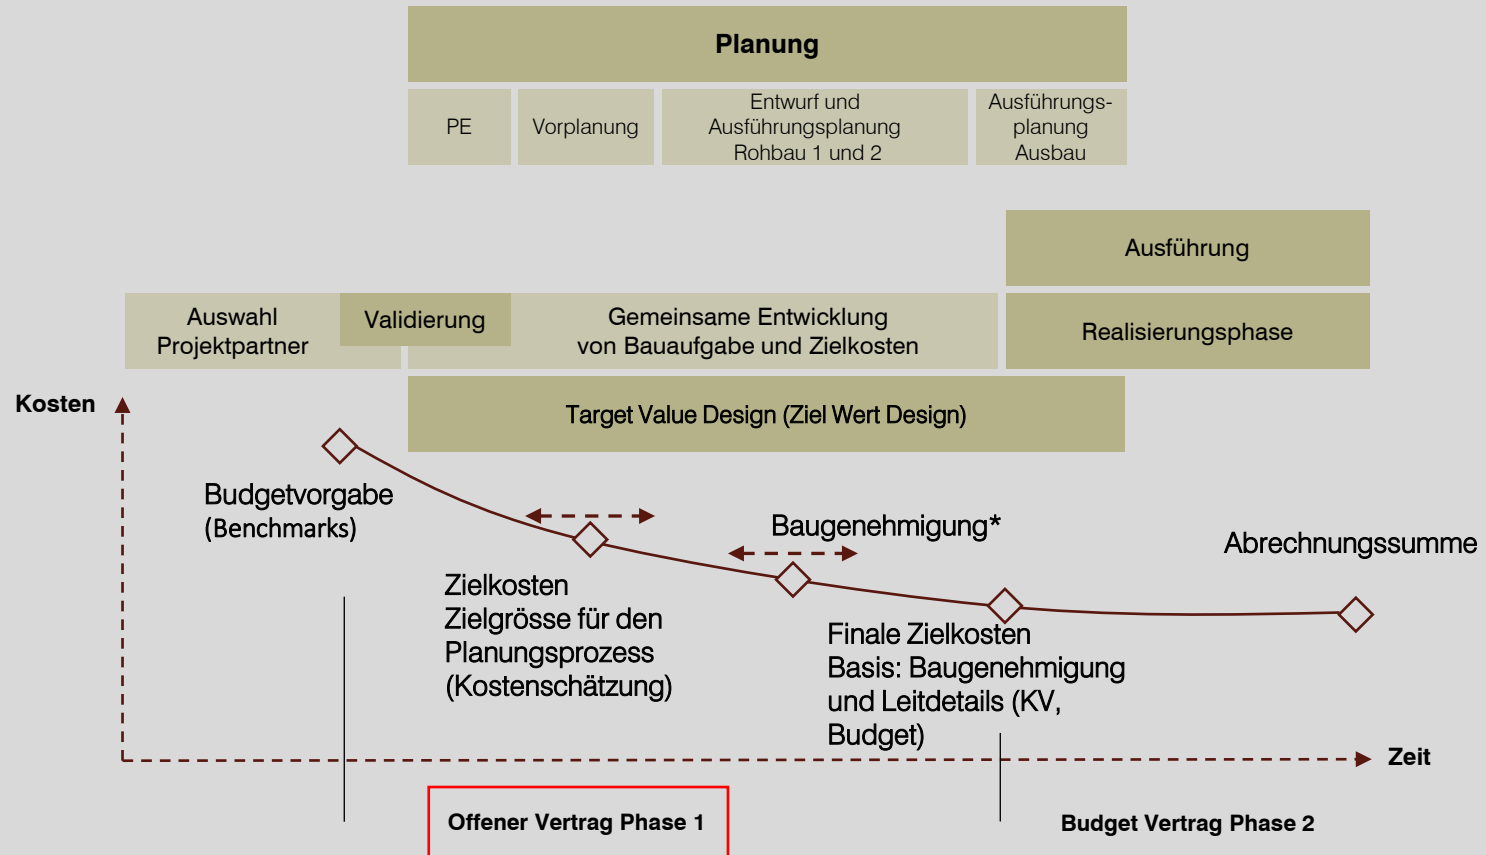 Planung
PE
Vorplanung
Entwurf und
Ausführungsplanung
Rohbau 1 und 2
Ausführungs-
planung
Ausbau
Ausführung
Auswahl
Projektpartner
Validierung
Gemeinsame Entwicklung
von Bauaufgabe und Zielkosten
Realisierungsphase
Kosten
Target Value Design (Ziel Wert Design)
Budgetvorgabe
(Benchmarks)
Zielkosten
Zielgrösse für den
Planungsprozess
(Kostenschätzung)
Baugenehmigung*
Finale Zielkosten
Basis: Baugenehmigung
und Leitdetails (KV,
Budget)
Abrechnungssumme
Zeit
Offener Vertrag Phase 1
Budget Vertrag Phase 2